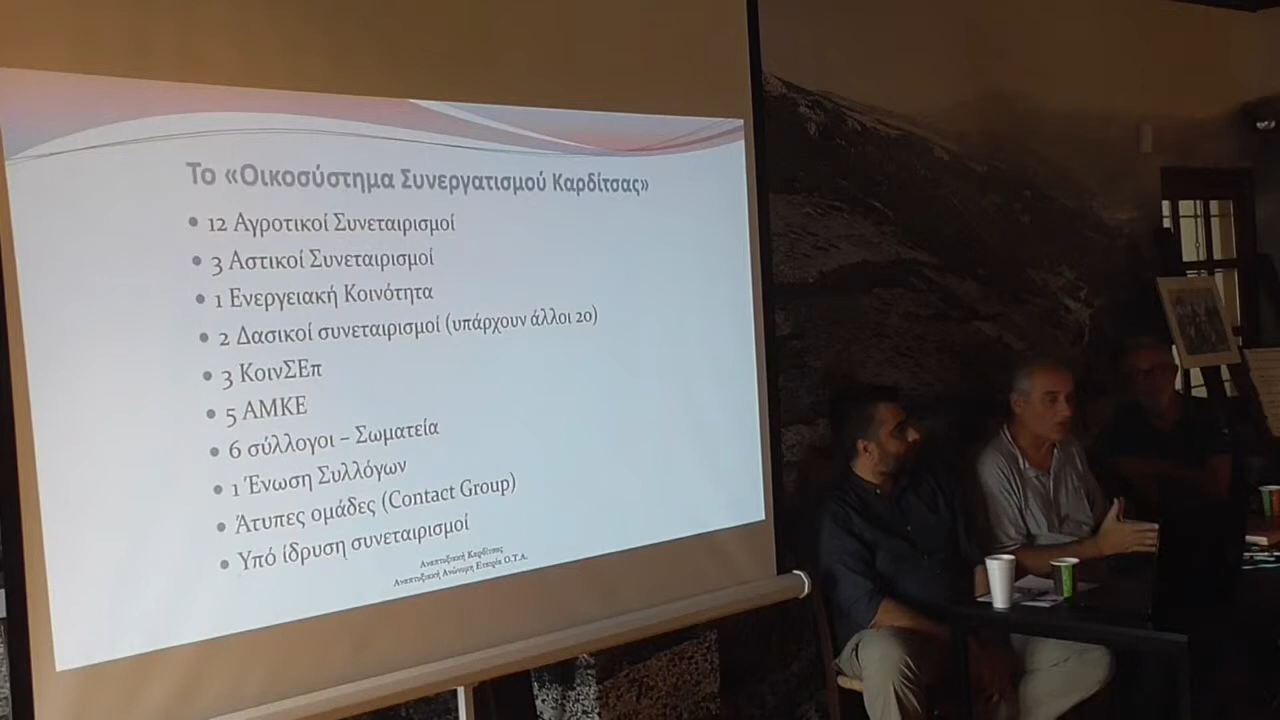 Το «Οικοσύστημα Συνεργατισμού Καρδίτσας»
• 12 Αγροτικοί Συνεταιρισμοί
• 3 Αστικοί Συνεταιρισμοί
• 1 Ενεργειακή Κοινότητα
• 2 Δασικοί συνεταιρισμοί (υπάρχουν άλλοι 20)
• 3 ΚοινΣΕπ
• 5 ΑΜΚΕ
• 6 σύλλογοι – Σωματεία
• 1 Ένωση Συλλόγων
• Άτυπες ομάδες (Contact Group)
• Υπό ίδρυση συνεταιρισμοί
Αναπτυξιακή Καρδίτσας
Αναπτυξιακή Ανώνυμη Εταιρία Ο.Τ.Α.